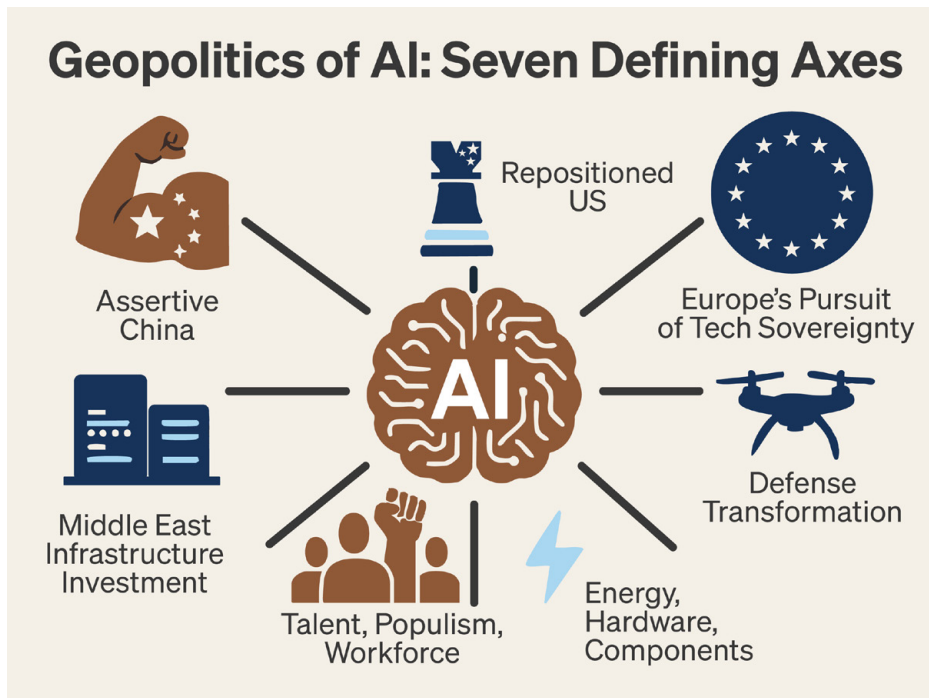 Geopolitics of AI: Seven Defining Axes
Repositioned
US
Assertive
China
Europe's Pursuit
of Tech Sovereignty
AI
Middle East
Infrastructure
Investment
Defense
Transformation
Talent, Populism,
Workforce
Energy,
Hardware,
Components